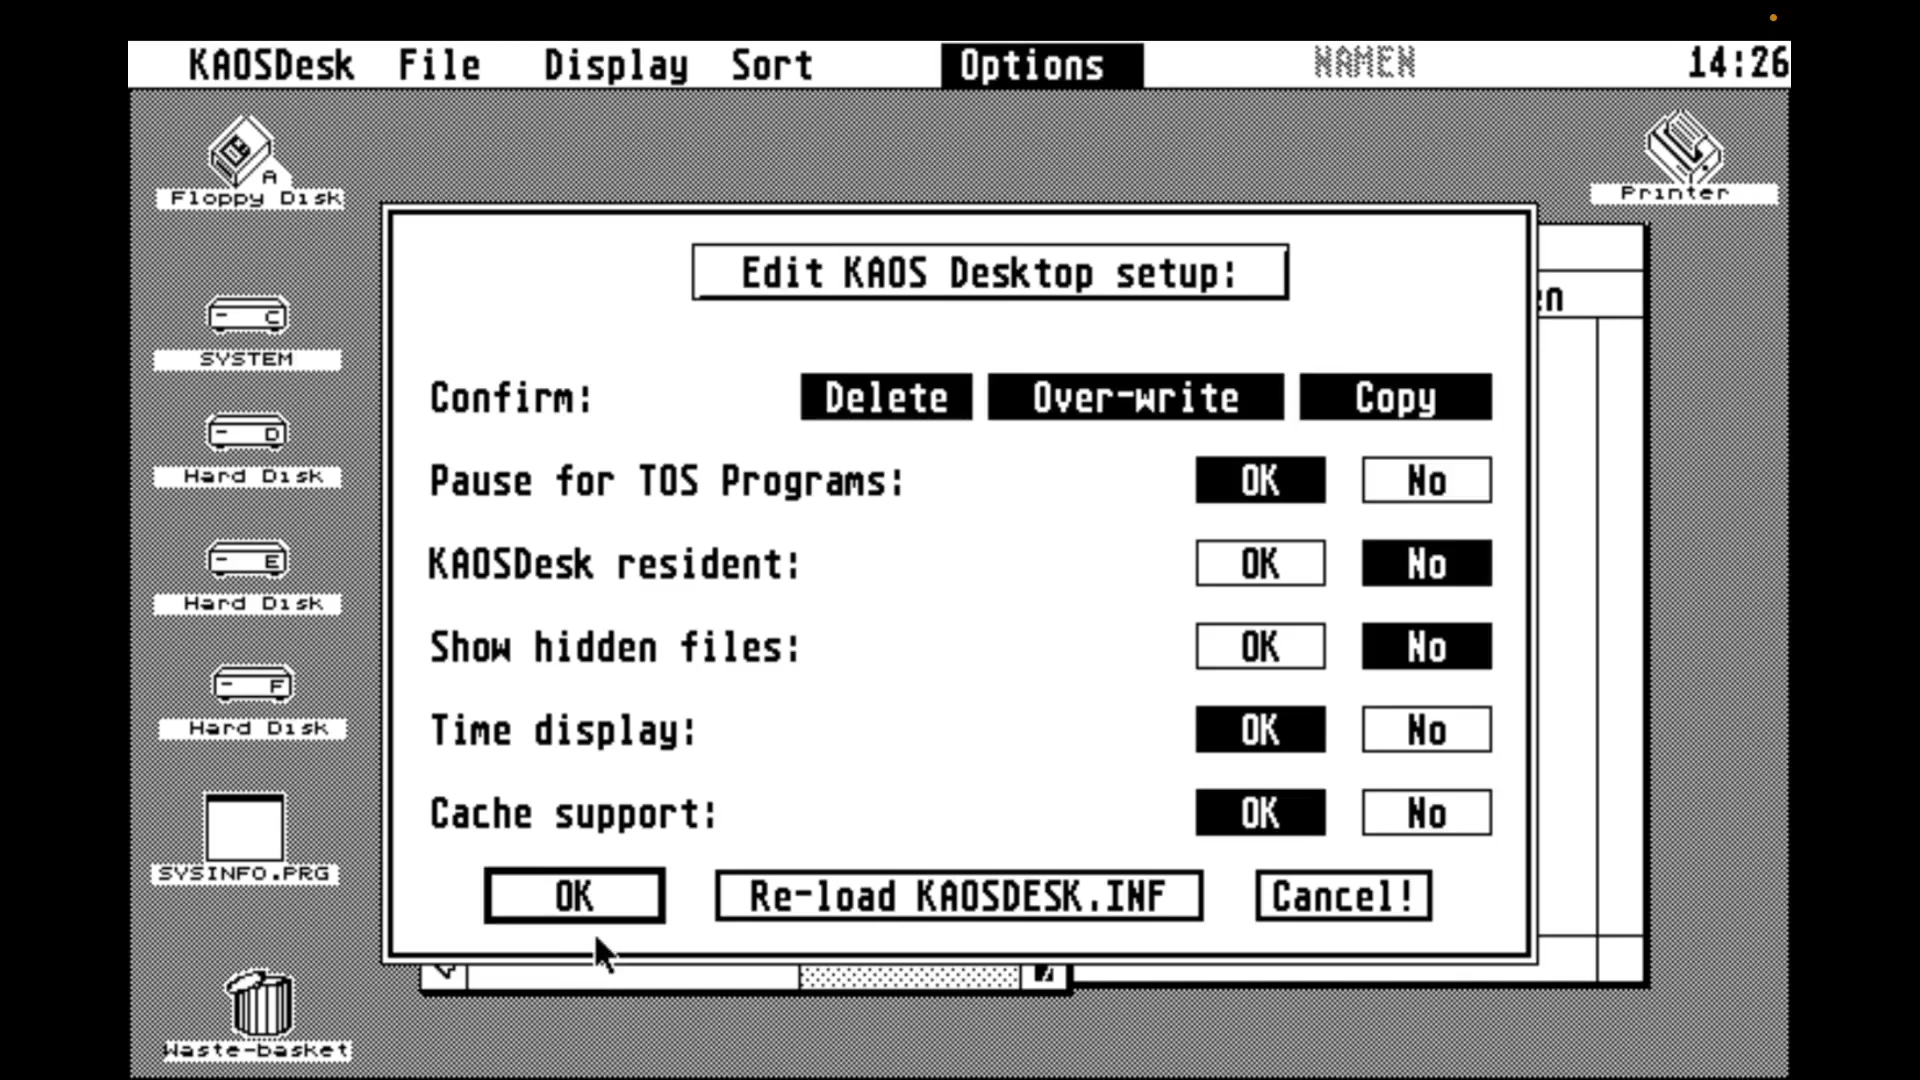 KAOSDesk File Display Sort Options NAMEN 14:26
A
Floppy Disk
Printer
C
SYSTEM
D
Hard Disk
E
Hard Disk
F
Hard Disk
SYSINFO.PRG
Waste-basket
Edit KAOS Desktop setup:
Confirm: Delete Over-write Copy
Pause for TOS Programs: OK No
KAOSDesk resident: OK No
Show hidden files: OK No
Time display: OK No
Cache support: OK No
OK Re-load KAOSDESK.INF Cancel!